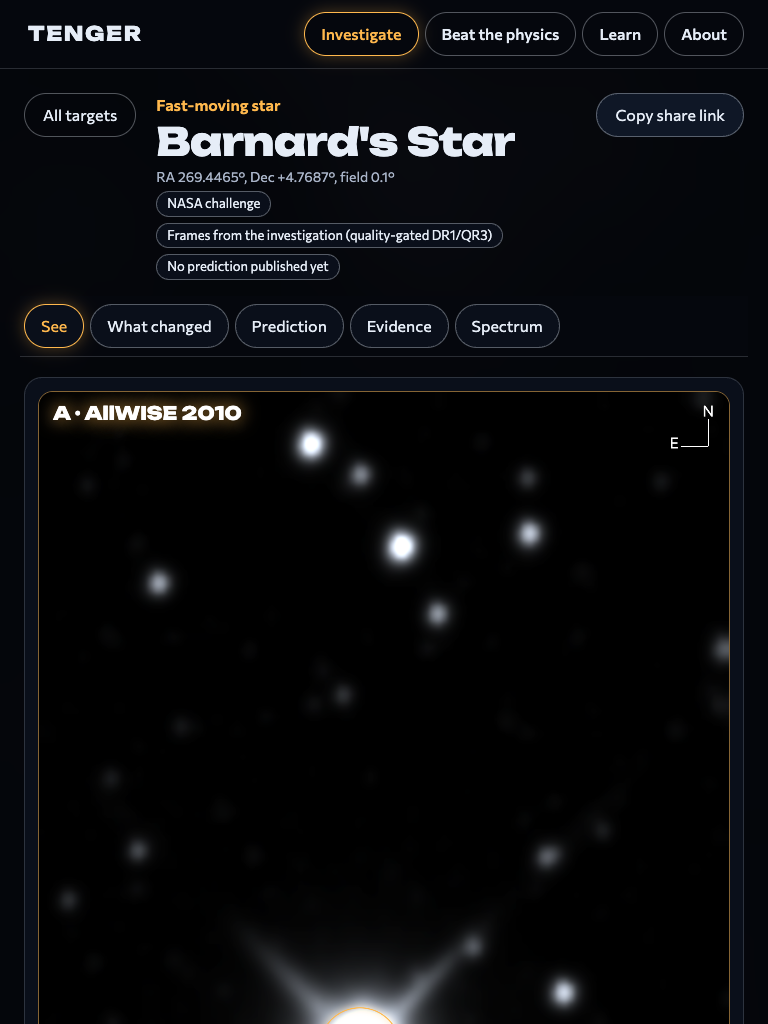 TENGER
Investigate
Beat the physics
Learn
About
All targets
Fast-moving star
Barnard's Star
RA 269.4465°, Dec +4.7687°, field 0.1°
NASA challenge
Frames from the investigation (quality-gated DR1/QR3)
No prediction published yet
Copy share link
See
What changed
Prediction
Evidence
Spectrum
A · AllWISE 2010
N
E